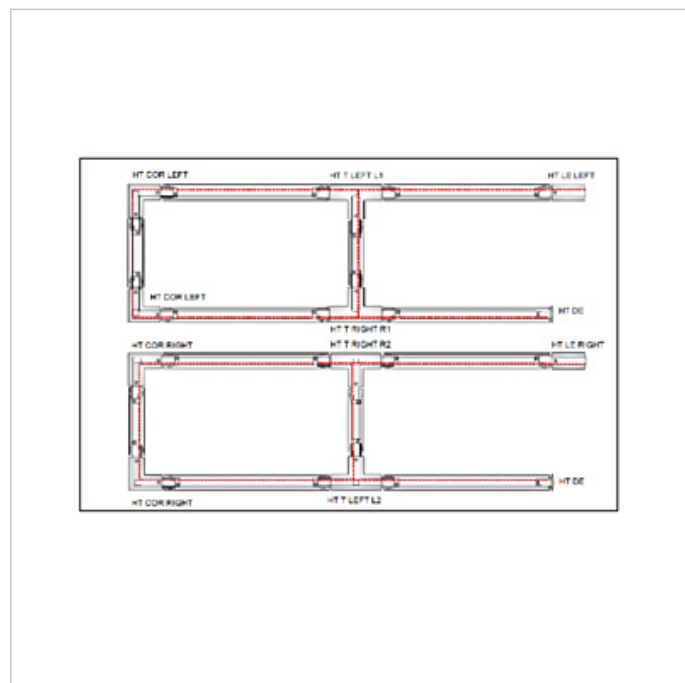 HT COR LEFT HT T LEFT L1 HT LE LEFT
HT COR LEFT HT DE
HT T RIGHT R1
HT COR RIGHT HT T RIGHT R2 HT LE RIGHT
HT DE
HT COR RIGHT HT T LEFT L2